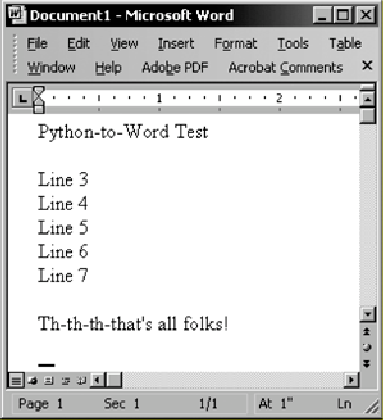 Document1 - Microsoft Word
File Edit View Insert Format Tools Table
Window Help Adobe PDF Acrobat Comments
1 2
Python-to-Word Test
Line 3
Line 4
Line 5
Line 6
Line 7
Th-th-th-that's all folks!
Page 1 Sec 1 1/1 At 1" Ln